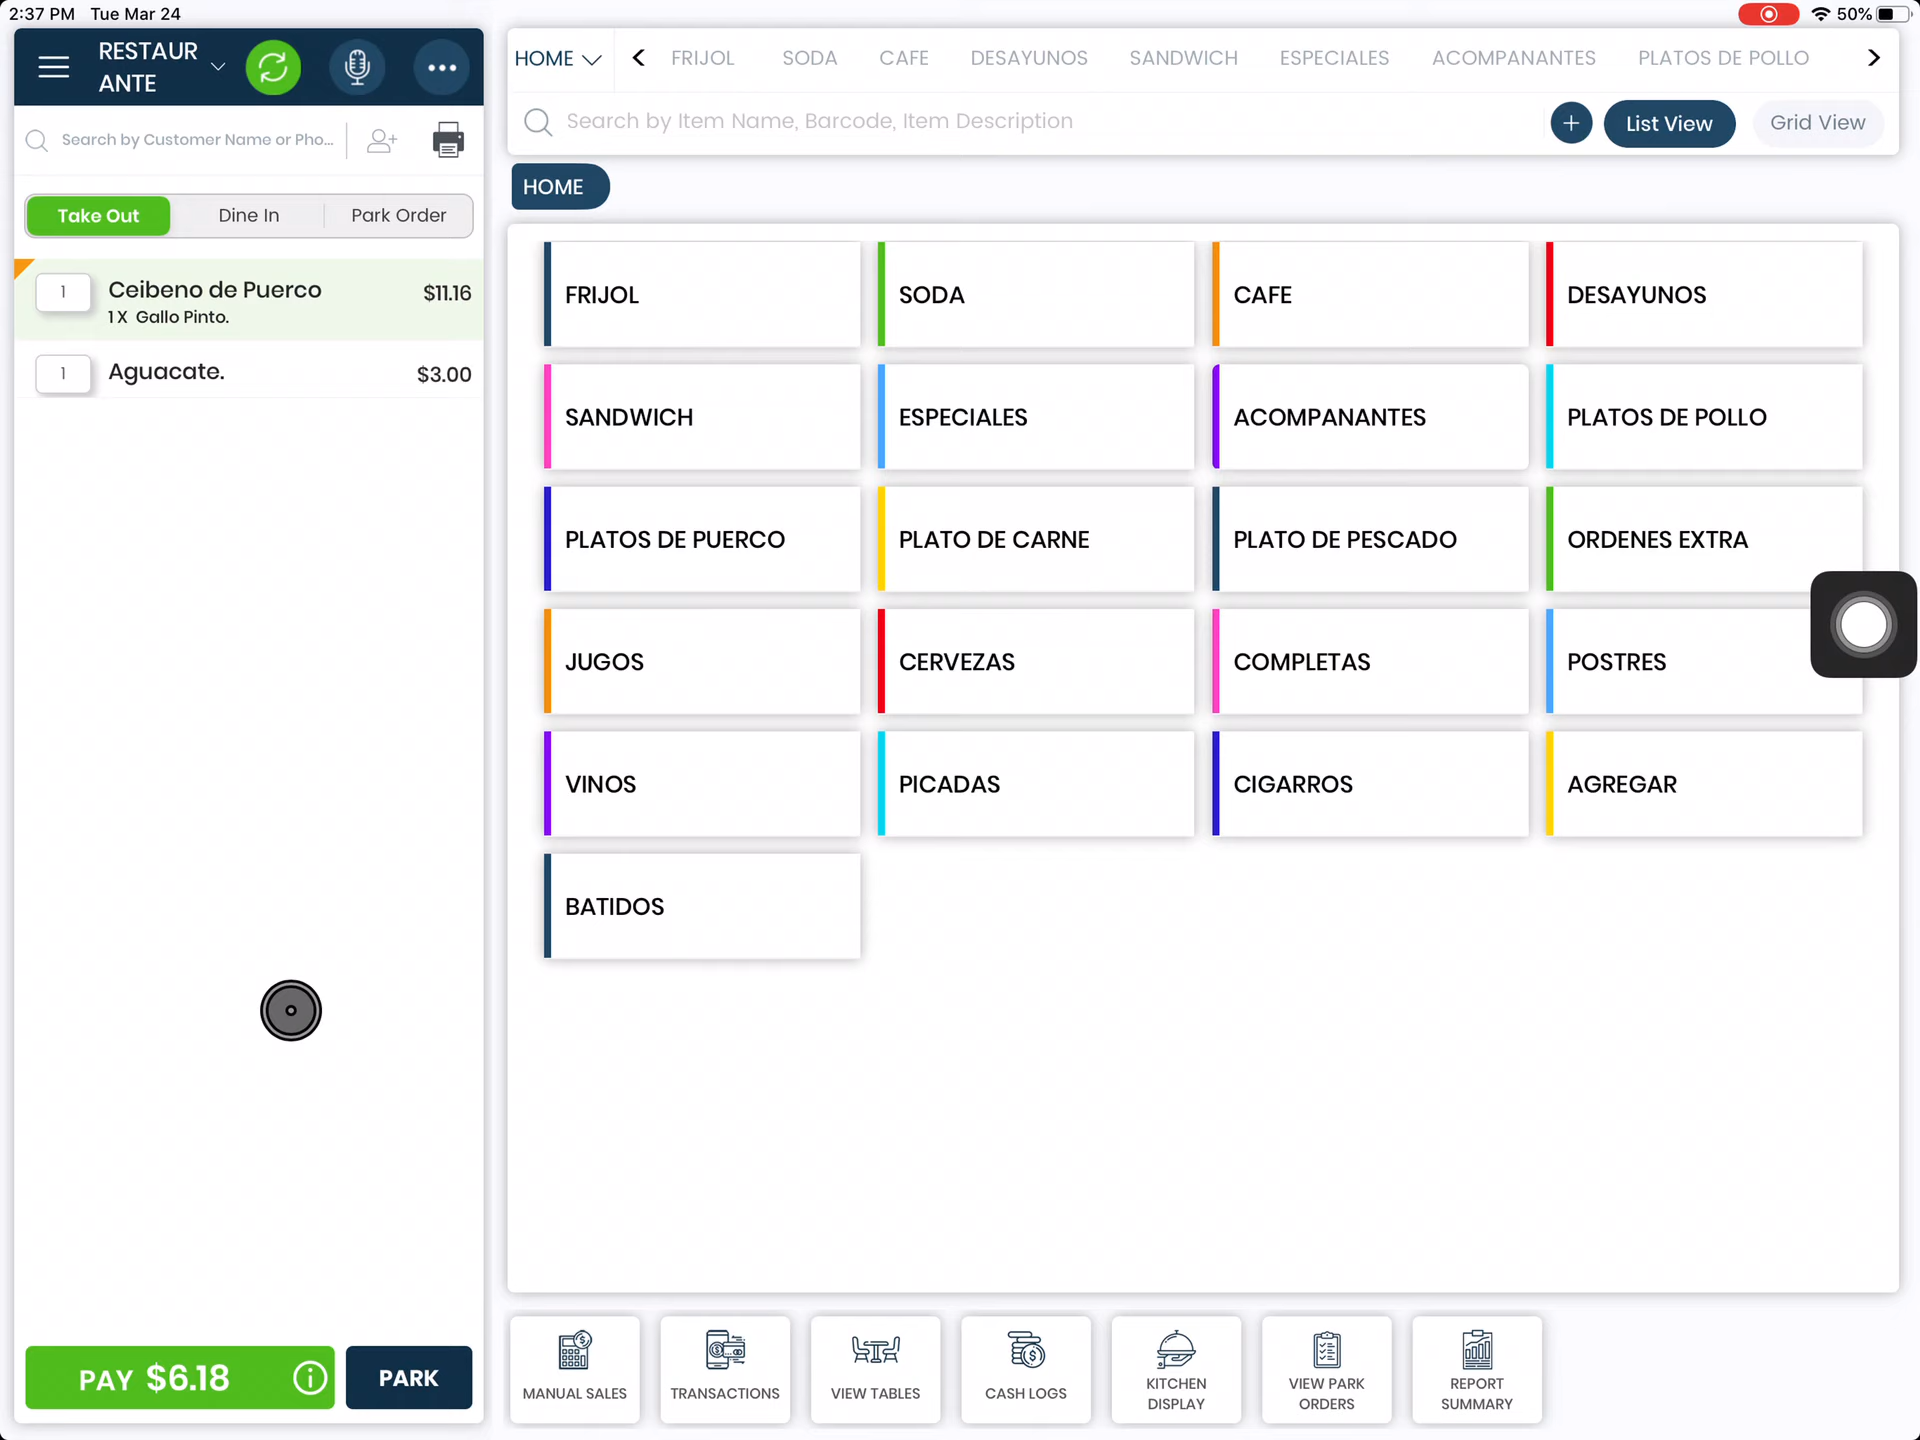 2:37 PM Tue Mar 24
50%
RESTAUR
ANTE
HOME
FRIJOL
SODA
CAFE
DESAYUNOS
SANDWICH
ESPECIALES
ACOMPANANTES
PLATOS DE POLLO
Search by Customer Name or Pho...
Search by Item Name, Barcode, Item Description
List View
Grid View
HOME
Take Out
Dine In
Park Order
1 Ceibeno de Puerco $11.16
1 X Gallo Pinto.
1 Aguacate. $3.00
FRIJOL
SODA
CAFE
DESAYUNOS
SANDWICH
ESPECIALES
ACOMPANANTES
PLATOS DE POLLO
PLATOS DE PUERCO
PLATO DE CARNE
PLATO DE PESCADO
ORDENES EXTRA
JUGOS
CERVEZAS
COMPLETAS
POSTRES
VINOS
PICADAS
CIGARROS
AGREGAR
BATIDOS
PAY $6.18
PARK
MANUAL SALES
TRANSACTIONS
VIEW TABLES
CASH LOGS
KITCHEN
DISPLAY
VIEW PARK
ORDERS
REPORT
SUMMARY